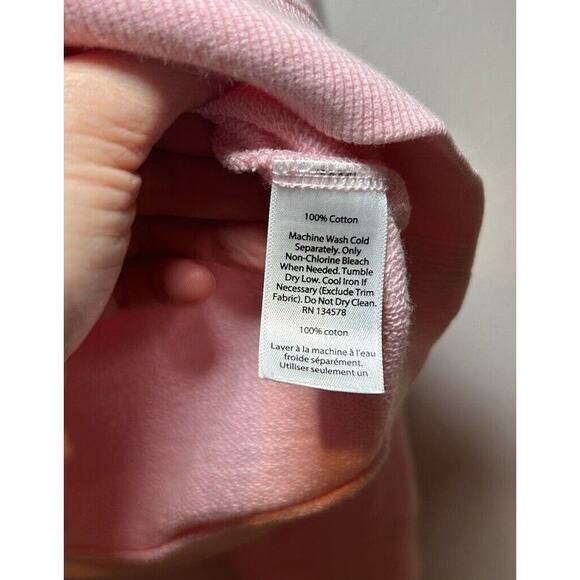 100% Cotton
Machine Wash Cold
Separately. Only
Non-Chlorine Bleach
When Needed. Tumble
Dry Low. Cool Iron If
Necessary (Exclude Trim
Fabric). Do Not Dry Clean.
RN 134578
100% coton
Laver à la machine à l'eau
froide séparément.
Utiliser seulement un